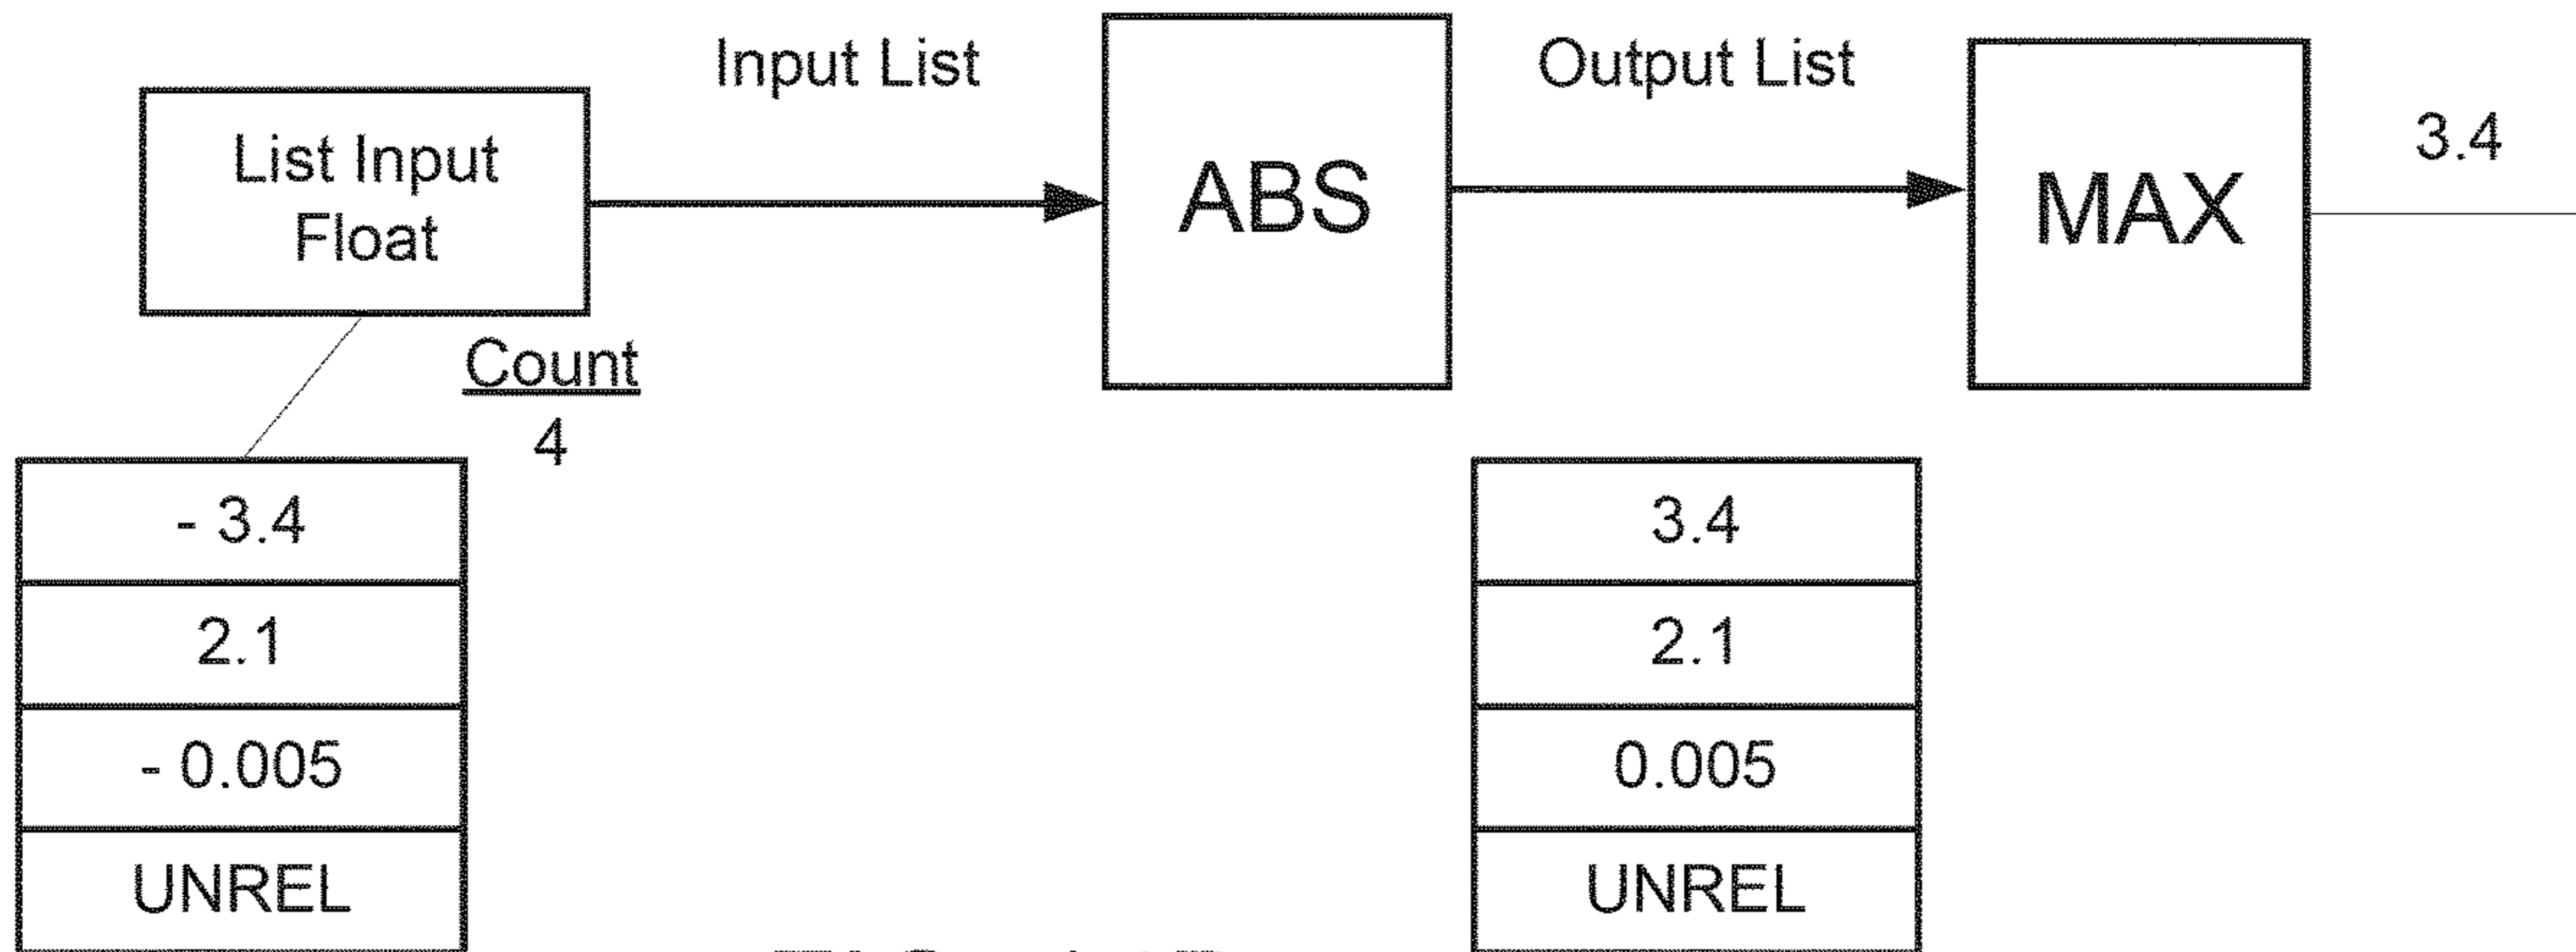 Input List
Output List
List Input
Float
ABS
MAX
3.4
Count
4
- 3.4
2.1
- 0.005
UNREL
3.4
2.1
0.005
UNREL